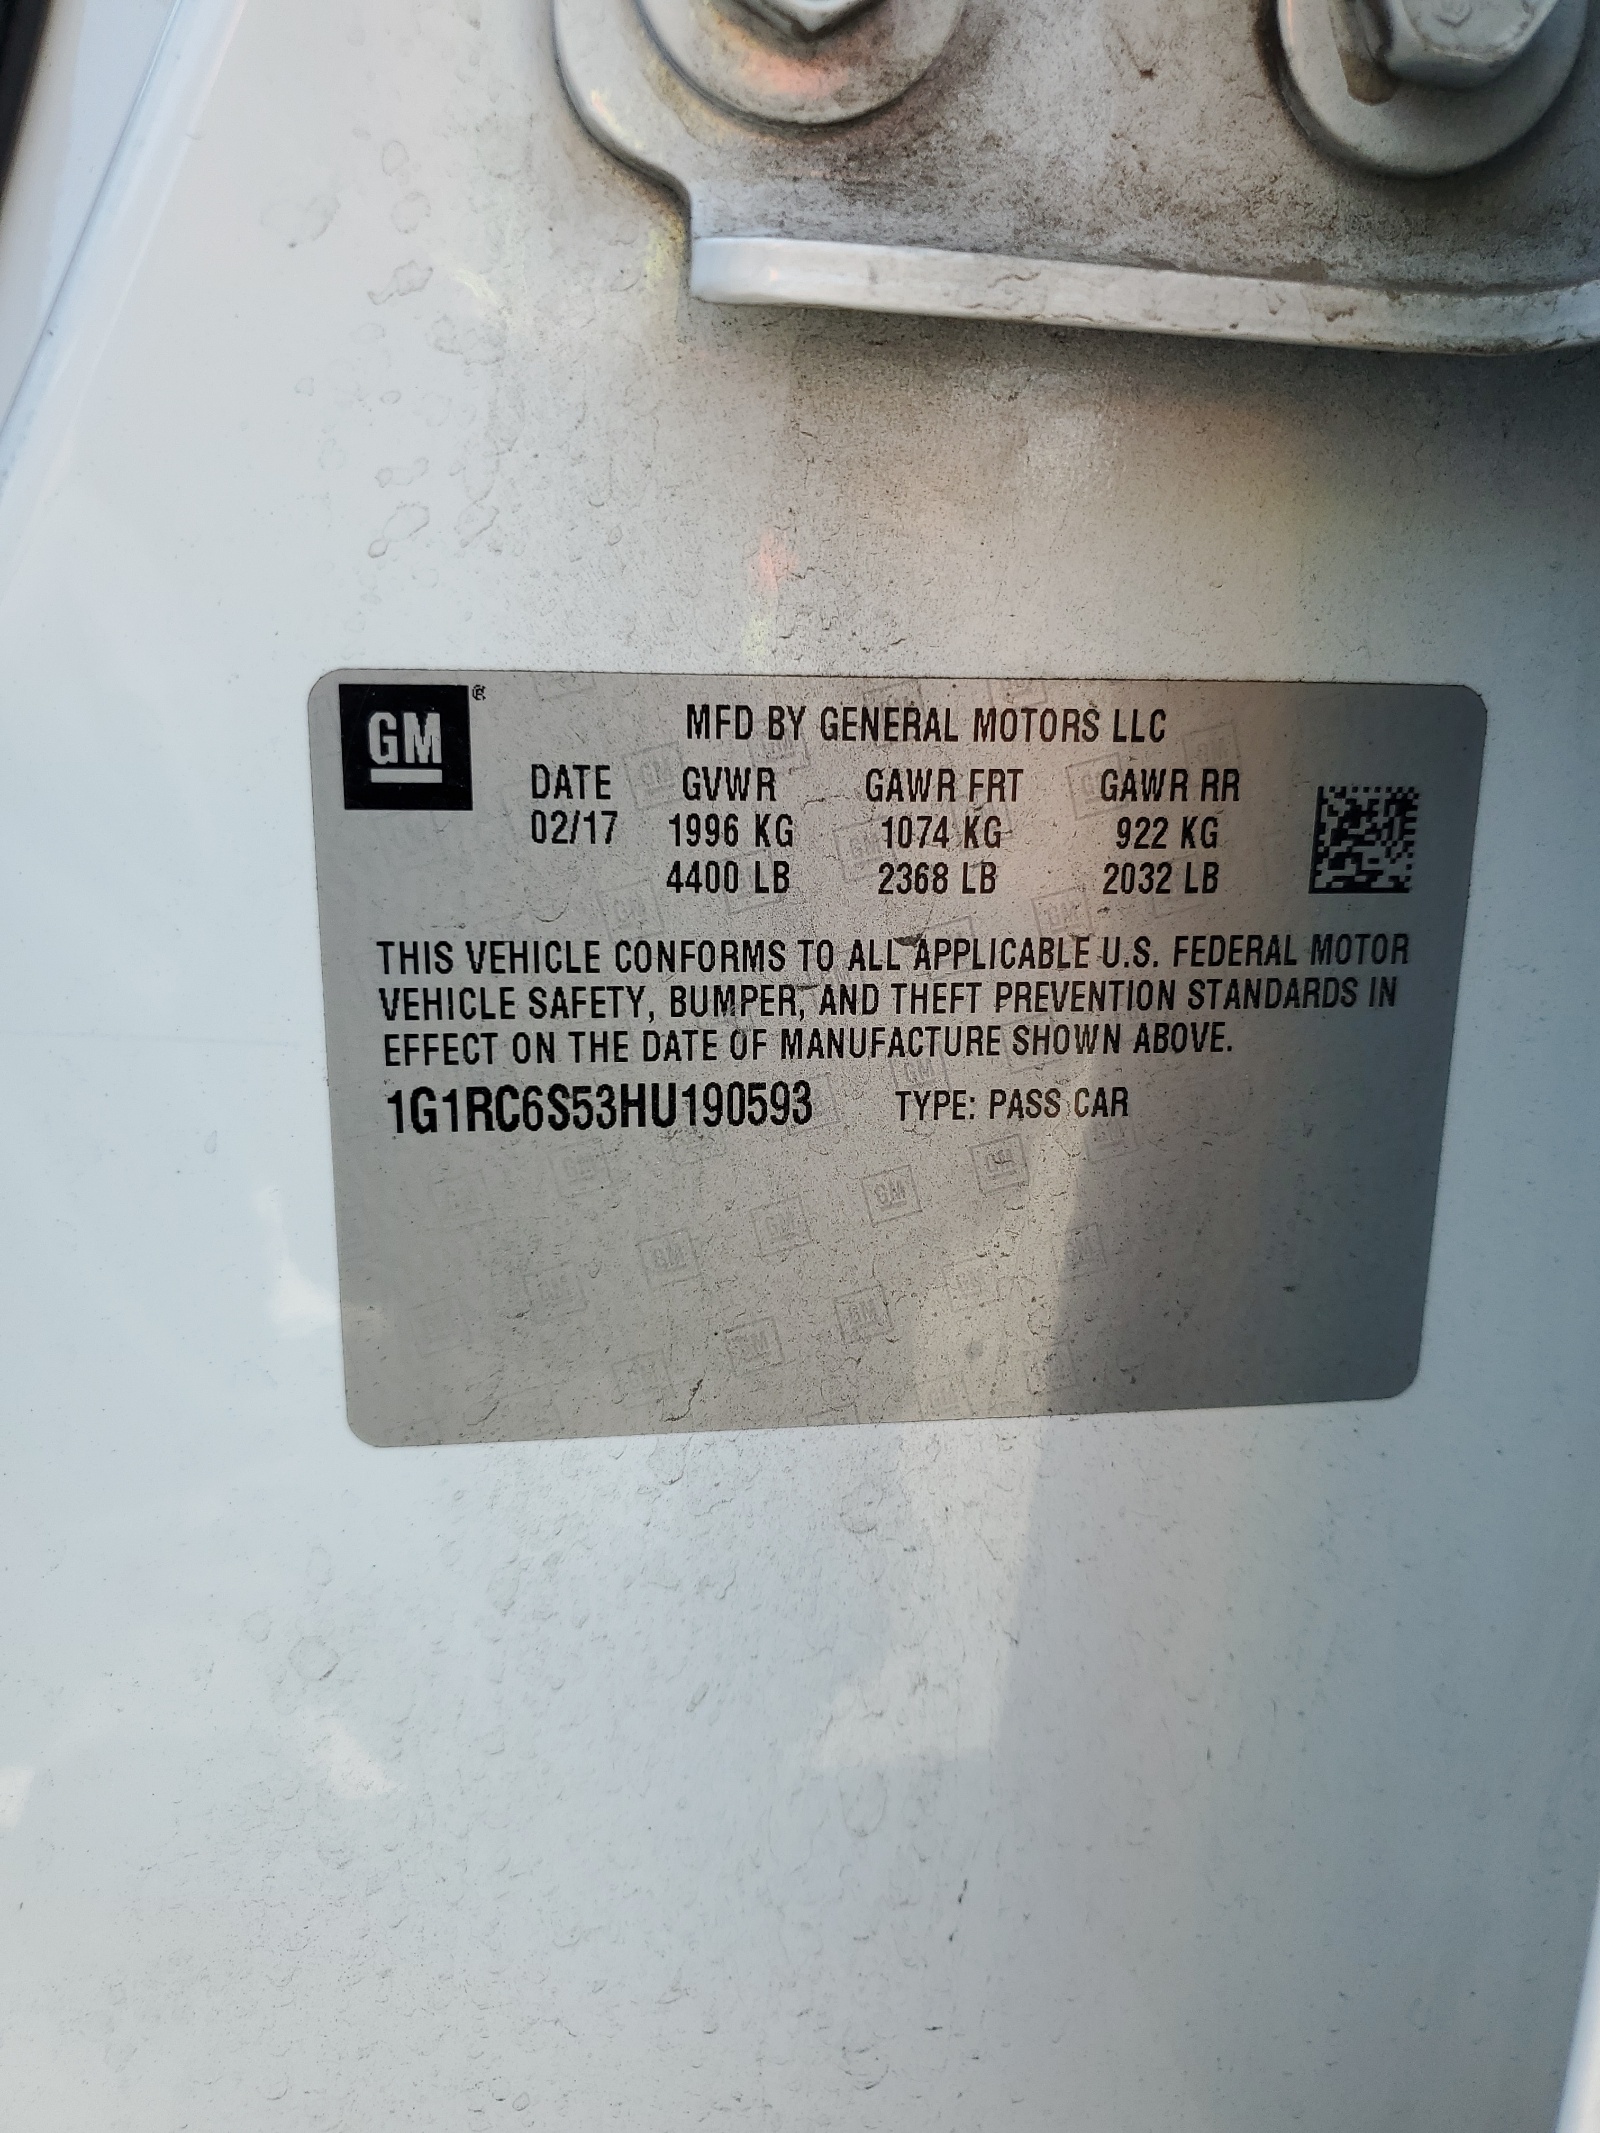 GM®
MFD BY GENERAL MOTORS LLC
DATE GVWR GAWR FRT GAWR RR
02/17 1996 KG 1074 KG 922 KG
4400 LB 2368 LB 2032 LB
THIS VEHICLE CONFORMS TO ALL APPLICABLE U.S. FEDERAL MOTOR
VEHICLE SAFETY, BUMPER, AND THEFT PREVENTION STANDARDS IN
EFFECT ON THE DATE OF MANUFACTURE SHOWN ABOVE.
1G1RC6S53HU190593 TYPE: PASS CAR